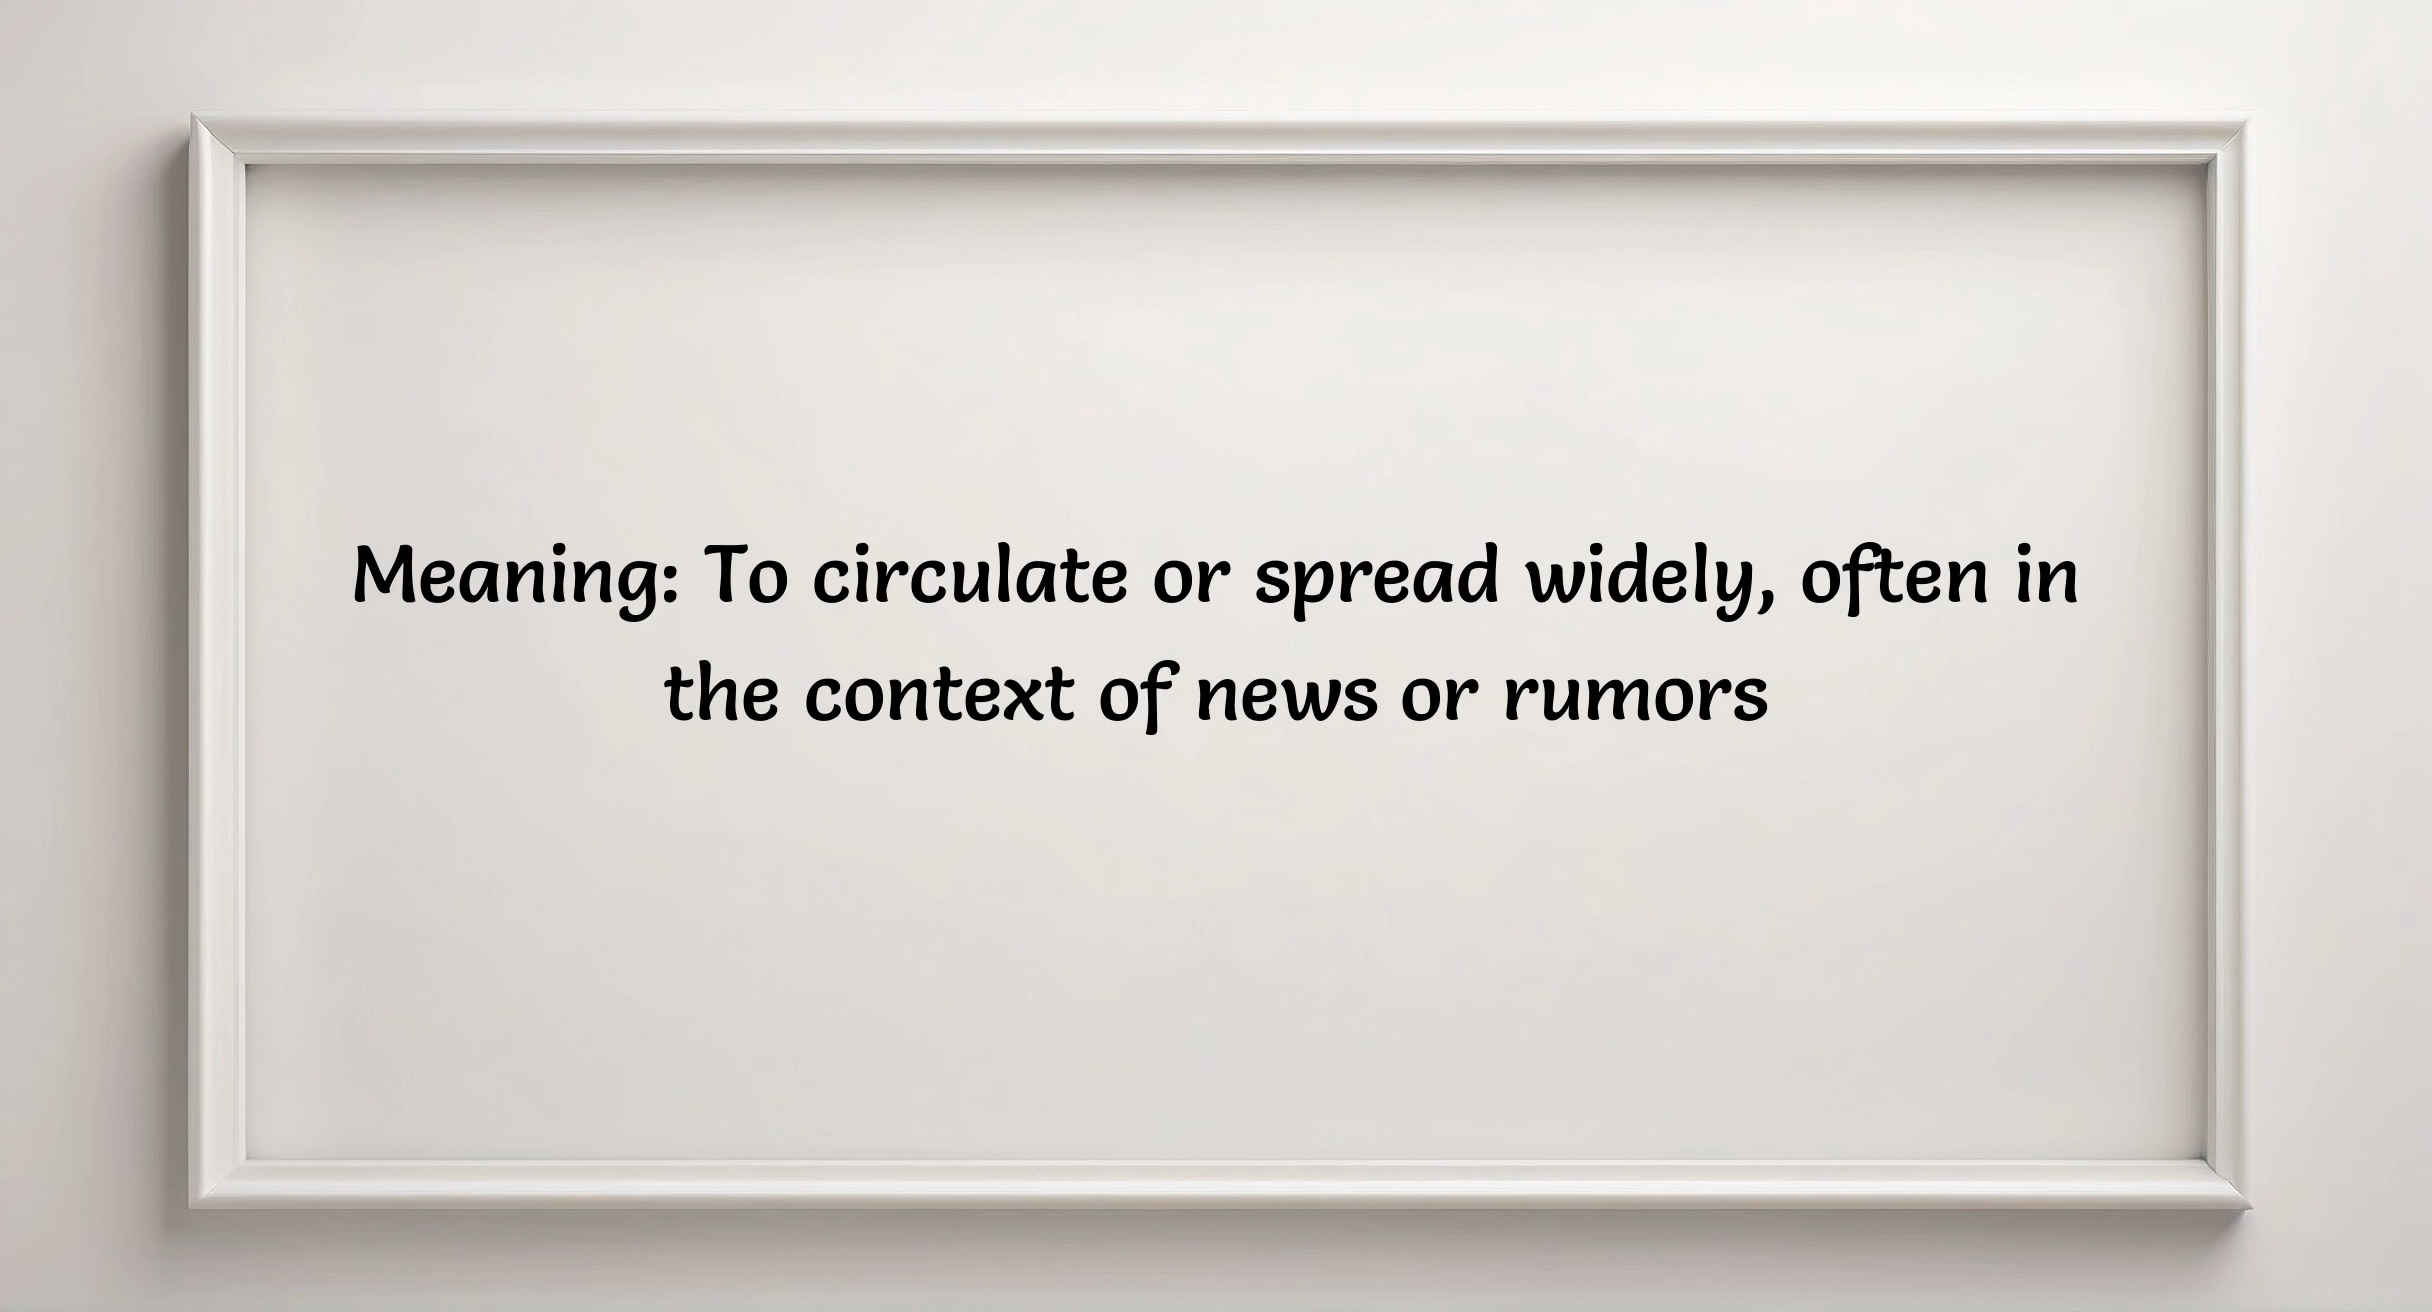 Meaning: To circulate or spread widely, often in
the context of news or rumors